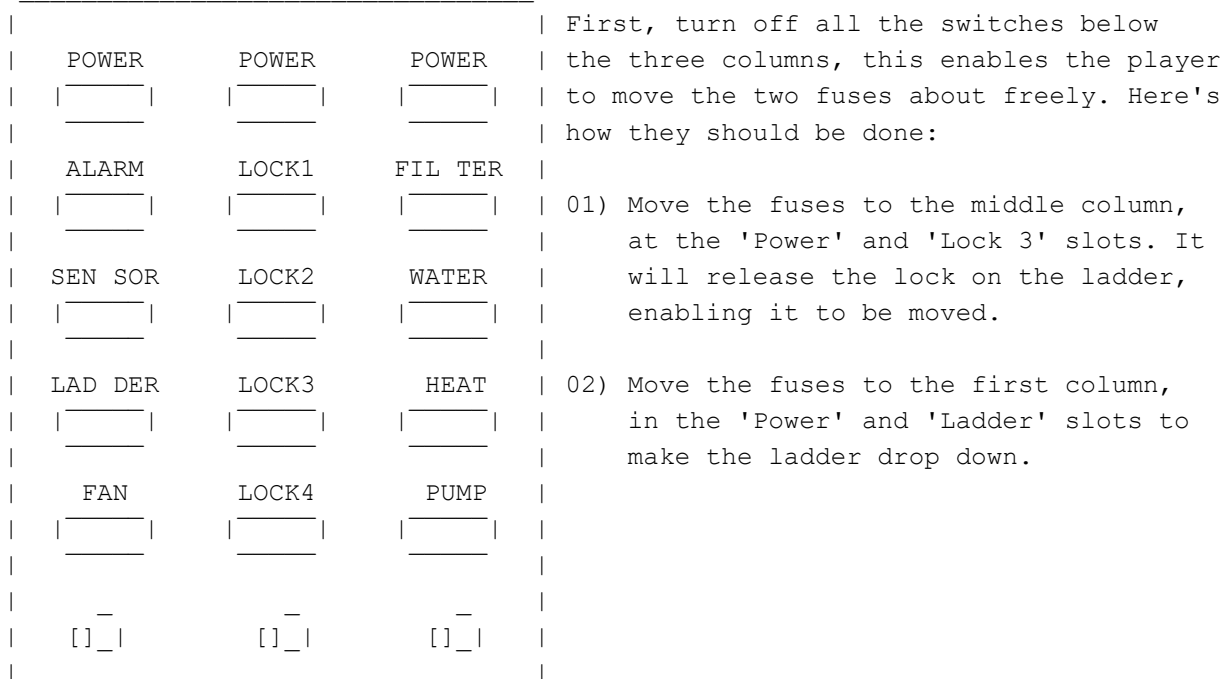 First, turn off all the switches below
POWER POWER POWER the three columns, this enables the player
to move the two fuses about freely. Here's
how they should be done:
ALARM LOCK1 FIL TER
01) Move the fuses to the middle column,
at the 'Power' and 'Lock 3' slots. It
SEN SOR LOCK2 WATER will release the lock on the ladder,
enabling it to be moved.
LAD DER LOCK3 HEAT 02) Move the fuses to the first column,
in the 'Power' and 'Ladder' slots to
make the ladder drop down.
FAN LOCK4 PUMP
[]_| []_| []_|